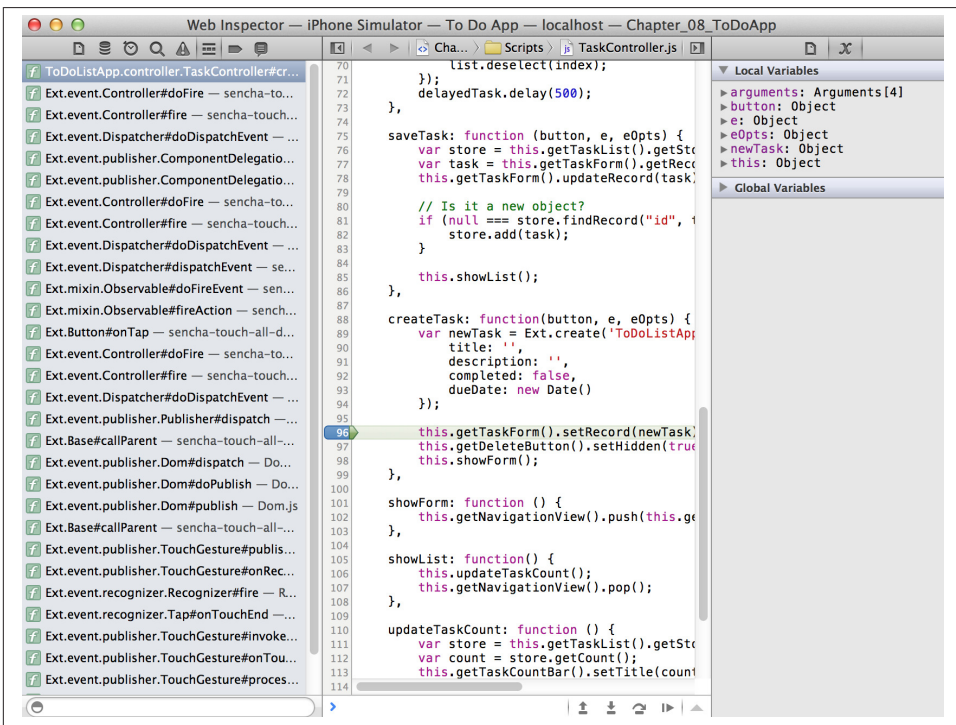 Web Inspector — iPhone Simulator — To Do App — localhost — Chapter_08_ToDoApp
Cha... Scripts TaskController.js
ToDoListApp.controller.TaskController#cr...
Ext.event.Controller#doFire — sencha-to...
Ext.event.Controller#fire — sencha-touch...
Ext.event.Dispatcher#doDispatchEvent — ...
Ext.event.publisher.ComponentDelegatio...
Ext.event.publisher.ComponentDelegatio...
Ext.event.Controller#doFire — sencha-to...
Ext.event.Controller#fire — sencha-touch...
Ext.event.Dispatcher#doDispatchEvent — ...
Ext.event.Dispatcher#dispatchEvent — se...
Ext.mixin.Observable#doFireEvent — sen...
Ext.mixin.Observable#fireAction — sench...
Ext.Button#onTap — sencha-touch-all-d...
Ext.event.Controller#doFire — sencha-to...
Ext.event.Controller#fire — sencha-touch...
Ext.event.Dispatcher#doDispatchEvent — ...
Ext.event.publisher.Publisher#dispatch —...
Ext.Base#callParent — sencha-touch-all-...
Ext.event.publisher.Dom#dispatch — Do...
Ext.event.publisher.Dom#doPublish — Do...
Ext.event.publisher.Dom#publish — Dom.js
Ext.Base#callParent — sencha-touch-all-...
Ext.event.publisher.TouchGesture#publis...
Ext.event.publisher.TouchGesture#onRec...
Ext.event.recognizer.Recognizer#fire — R...
Ext.event.recognizer.Tap#onTouchEnd —...
Ext.event.publisher.TouchGesture#invoke...
Ext.event.publisher.TouchGesture#onTou...
Ext.event.publisher.TouchGesture#proces...
70 list.deselect(index);
71 });
72 delayedTask.delay(500);
73 },
74
75 saveTask: function (button, e, eOpts) {
76 var store = this.getTaskList().getSto
77 var task = this.getTaskForm().getReco
78 this.getTaskForm().updateRecord(task)
79
80 // Is it a new object?
81 if (null === store.findRecord("id", t
82 store.add(task);
83 }
84
85 this.showList();
86 },
87
88 createTask: function(button, e, eOpts) {
89 var newTask = Ext.create('ToDoListApp
90 title: '',
91 description: '',
92 completed: false,
93 dueDate: new Date()
94 });
95
96 this.getTaskForm().setRecord(newTask)
97 this.getDeleteButton().setHidden(true
98 this.showForm();
99 },
100
101 showForm: function () {
102 this.getNavigationView().push(this.ge
103 },
104
105 showList: function() {
106 this.updateTaskCount();
107 this.getNavigationView().pop();
108 },
109
110 updateTaskCount: function () {
111 var store = this.getTaskList().getSto
112 var count = store.getCount();
113 this.getTaskCountBar().setTitle(count
114
Local Variables
arguments: Arguments[4]
button: Object
e: Object
eOpts: Object
newTask: Object
this: Object
Global Variables